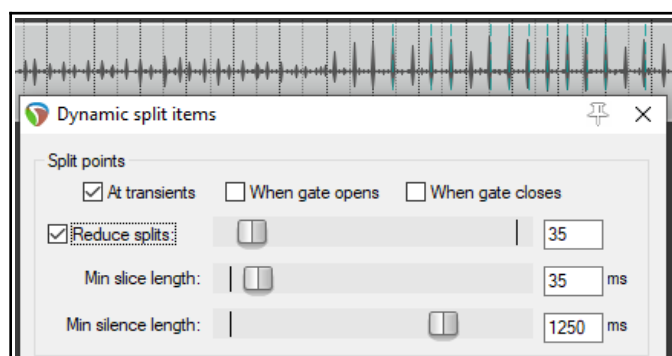 Dynamic split items
Split points
At transients When gate opens When gate closes
Reduce splits: 35
Min slice length: 35 ms
Min silence length: 1250 ms